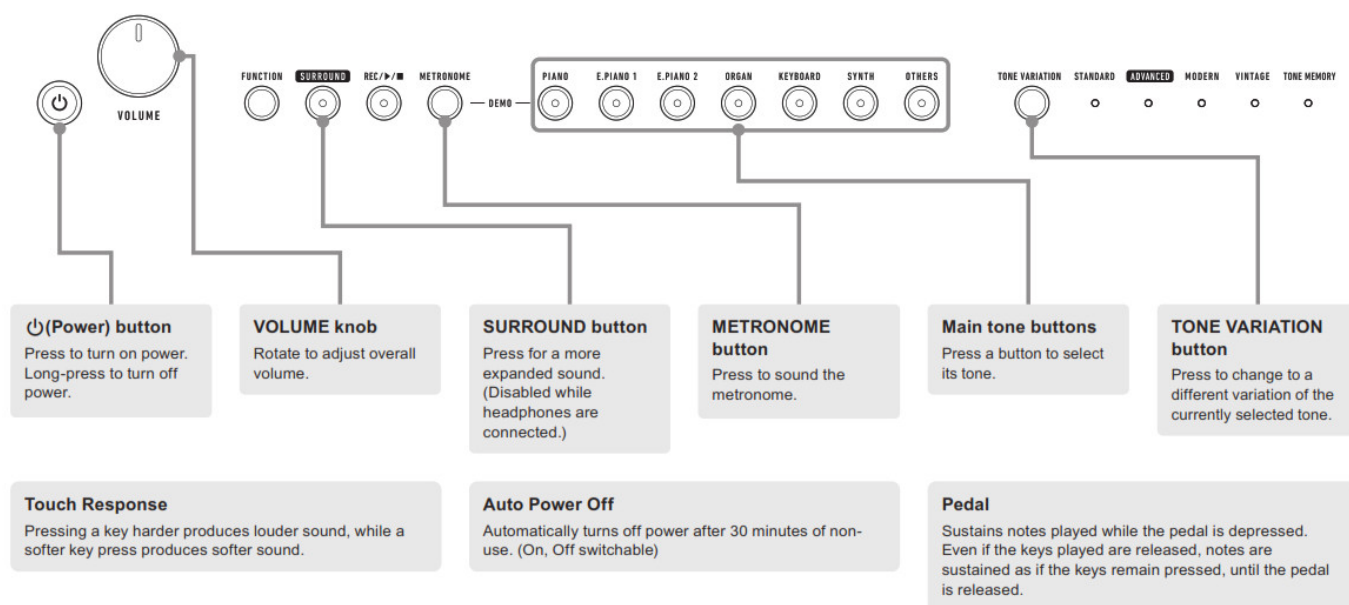 VOLUME
FUNCTION SURROUND REC/▶/■ METRONOME
DEMO
PIANO E.PIANO 1 E.PIANO 2 ORGAN KEYBOARD SYNTH OTHERS
TONE VARIATION STANDARD ADVANCED MODERN VINTAGE TONE MEMORY
⏻(Power) button
Press to turn on power.
Long-press to turn off
power.
VOLUME knob
Rotate to adjust overall
volume.
SURROUND button
Press for a more
expanded sound.
(Disabled while
headphones are
connected.)
METRONOME
button
Press to sound the
metronome.
Main tone buttons
Press a button to select
its tone.
TONE VARIATION
button
Press to change to a
different variation of the
currently selected tone.
Touch Response
Pressing a key harder produces louder sound, while a
softer key press produces softer sound.
Auto Power Off
Automatically turns off power after 30 minutes of non-
use. (On, Off switchable)
Pedal
Sustains notes played while the pedal is depressed.
Even if the keys played are released, notes are
sustained as if the keys remain pressed, until the pedal
is released.